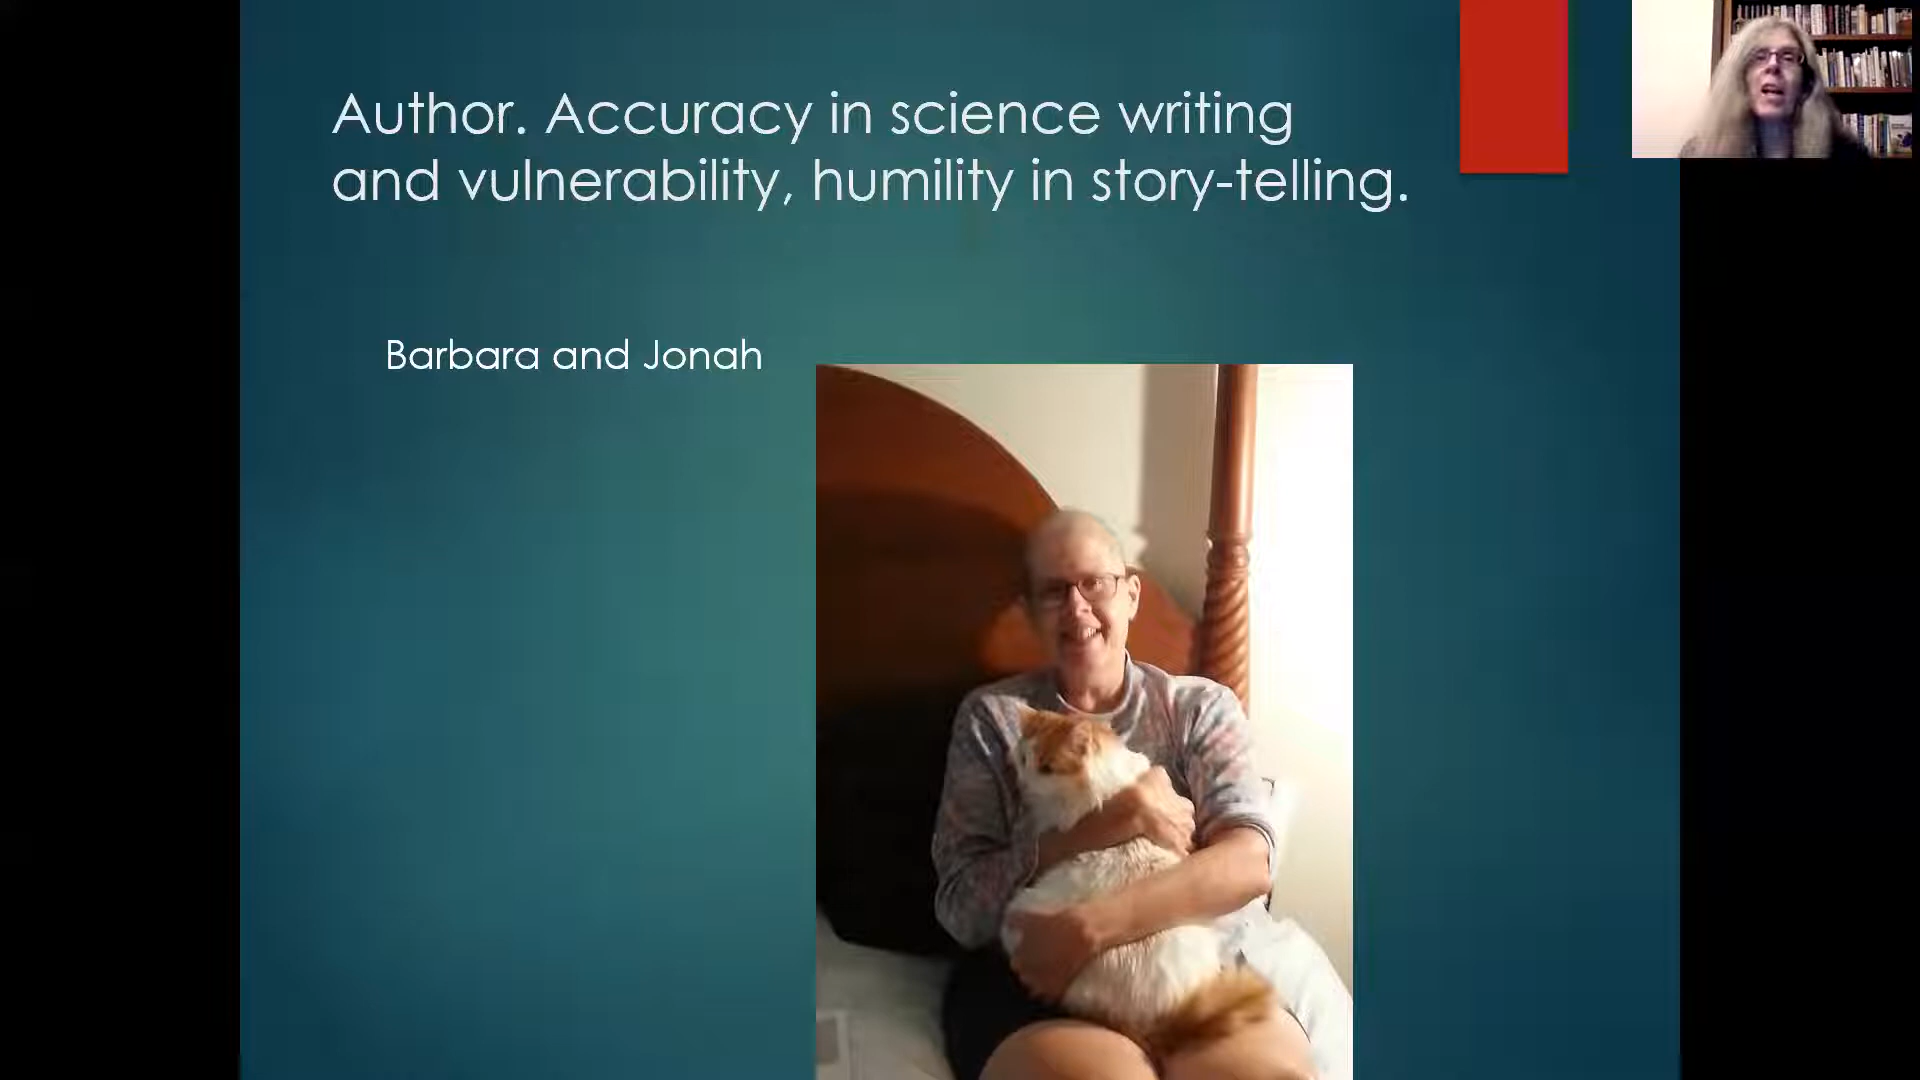 Author. Accuracy in science writing
and vulnerability, humility in story-telling.
Barbara and Jonah